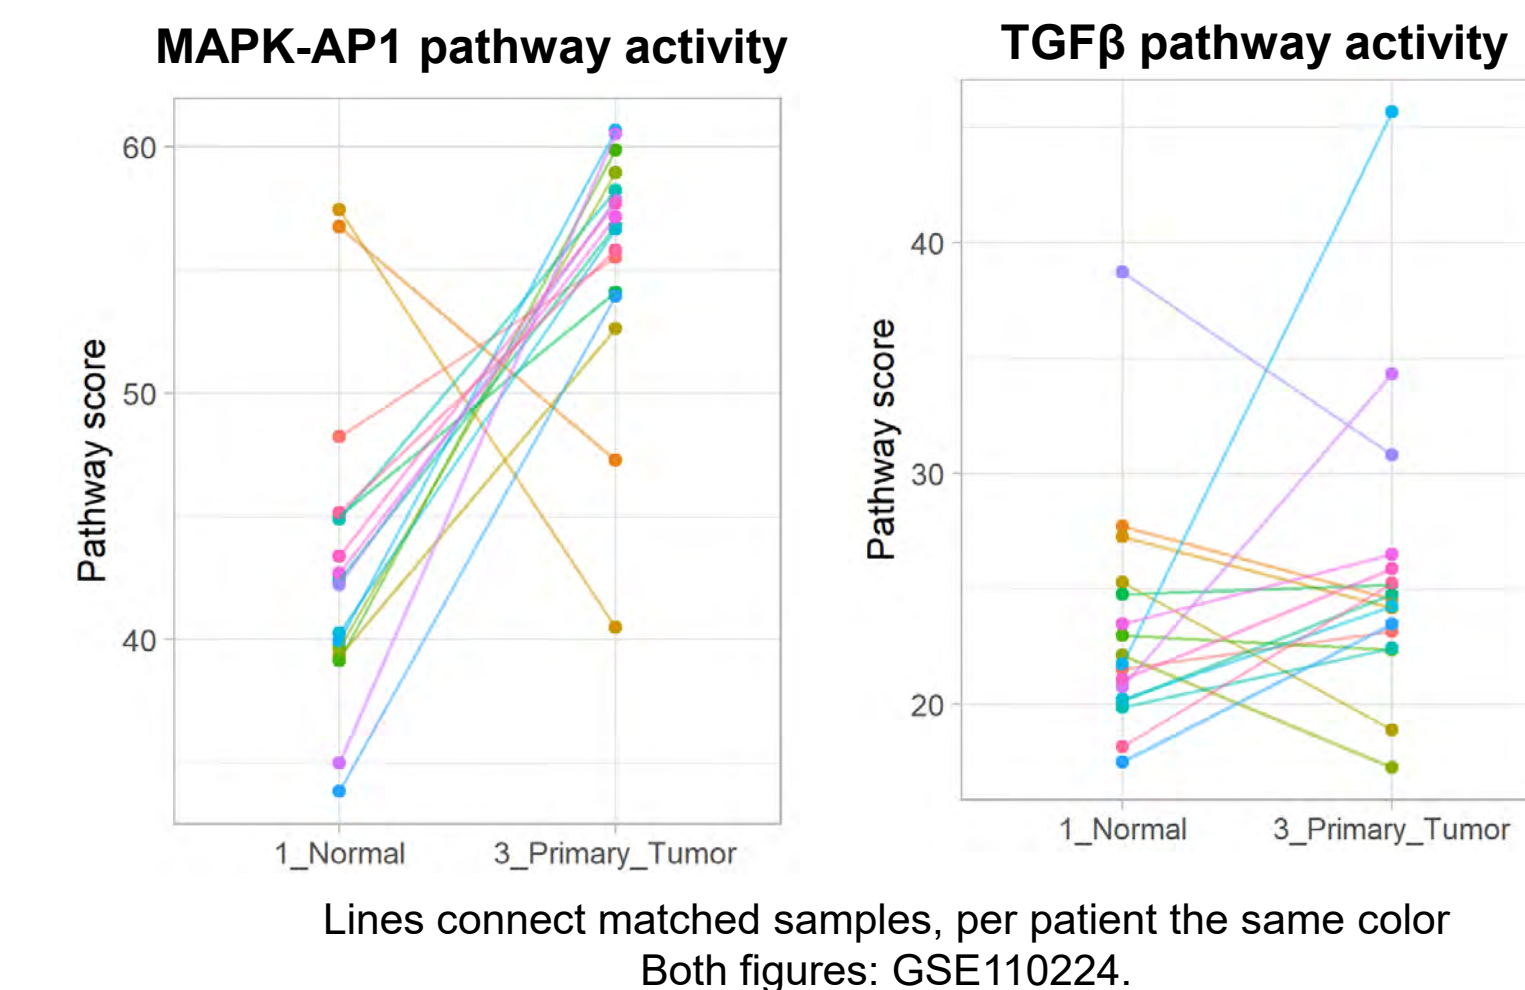 MAPK-AP1 pathway activity
Pathway score
60
50
40
1_Normal
3_Primary_Tumor
TGFβ pathway activity
Pathway score
40
30
20
1_Normal
3_Primary_Tumor
Lines connect matched samples, per patient the same color
Both figures: GSE110224.